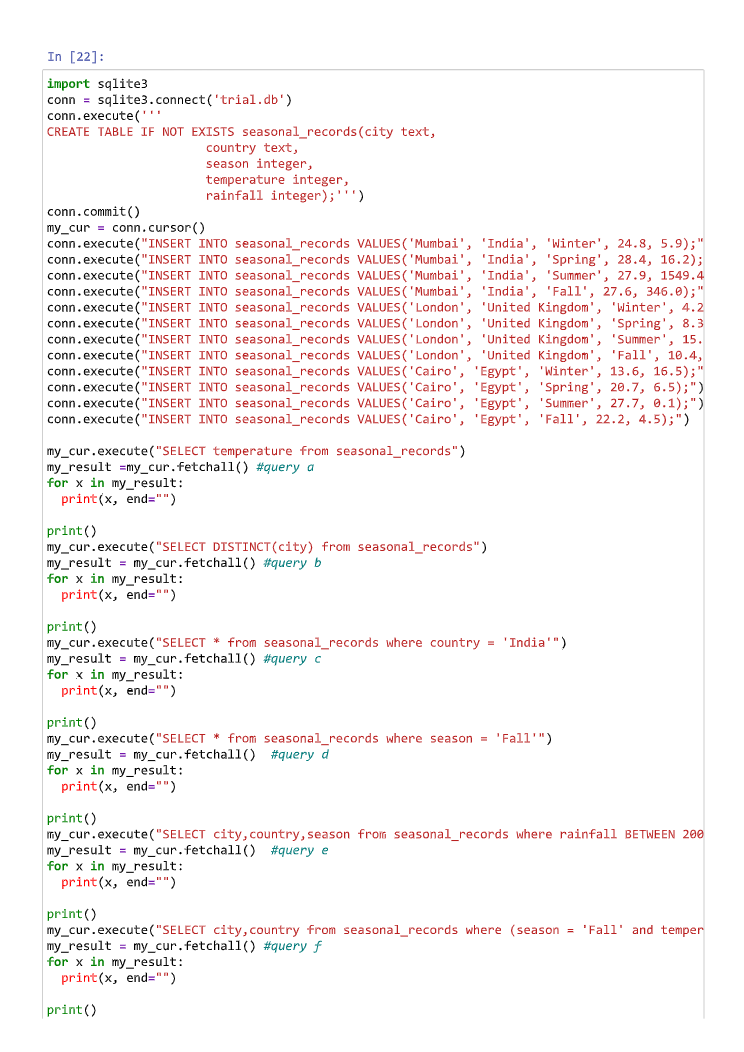 In [22]:
import sqlite3
conn = sqlite3.connect('trial.db')
conn.execute('''
CREATE TABLE IF NOT EXISTS seasonal_records(city text,
                      country text,
                      season integer,
                      temperature integer,
                      rainfall integer);''')
conn.commit()
my_cur = conn.cursor()
conn.execute("INSERT INTO seasonal_records VALUES('Mumbai', 'India', 'Winter', 24.8, 5.9);"
conn.execute("INSERT INTO seasonal_records VALUES('Mumbai', 'India', 'Spring', 28.4, 16.2);
conn.execute("INSERT INTO seasonal_records VALUES('Mumbai', 'India', 'Summer', 27.9, 1549.4
conn.execute("INSERT INTO seasonal_records VALUES('Mumbai', 'India', 'Fall', 27.6, 346.0);"
conn.execute("INSERT INTO seasonal_records VALUES('London', 'United Kingdom', 'Winter', 4.2
conn.execute("INSERT INTO seasonal_records VALUES('London', 'United Kingdom', 'Spring', 8.3
conn.execute("INSERT INTO seasonal_records VALUES('London', 'United Kingdom', 'Summer', 15.
conn.execute("INSERT INTO seasonal_records VALUES('London', 'United Kingdom', 'Fall', 10.4,
conn.execute("INSERT INTO seasonal_records VALUES('Cairo', 'Egypt', 'Winter', 13.6, 16.5);"
conn.execute("INSERT INTO seasonal_records VALUES('Cairo', 'Egypt', 'Spring', 20.7, 6.5);")
conn.execute("INSERT INTO seasonal_records VALUES('Cairo', 'Egypt', 'Summer', 27.7, 0.1);")
conn.execute("INSERT INTO seasonal_records VALUES('Cairo', 'Egypt', 'Fall', 22.2, 4.5);")
my_cur.execute("SELECT temperature from seasonal_records")
my_result =my_cur.fetchall() #query a
for x in my_result:
  print(x, end="")
print()
my_cur.execute("SELECT DISTINCT(city) from seasonal_records")
my_result = my_cur.fetchall() #query b
for x in my_result:
  print(x, end="")
print()
my_cur.execute("SELECT * from seasonal_records where country = 'India'")
my_result = my_cur.fetchall() #query c
for x in my_result:
  print(x, end="")
print()
my_cur.execute("SELECT * from seasonal_records where season = 'Fall'")
my_result = my_cur.fetchall()  #query d
for x in my_result:
  print(x, end="")
print()
my_cur.execute("SELECT city,country,season from seasonal_records where rainfall BETWEEN 200
my_result = my_cur.fetchall()  #query e
for x in my_result:
  print(x, end="")
print()
my_cur.execute("SELECT city,country from seasonal_records where (season = 'Fall' and temper
my_result = my_cur.fetchall() #query f
for x in my_result:
  print(x, end="")
print()